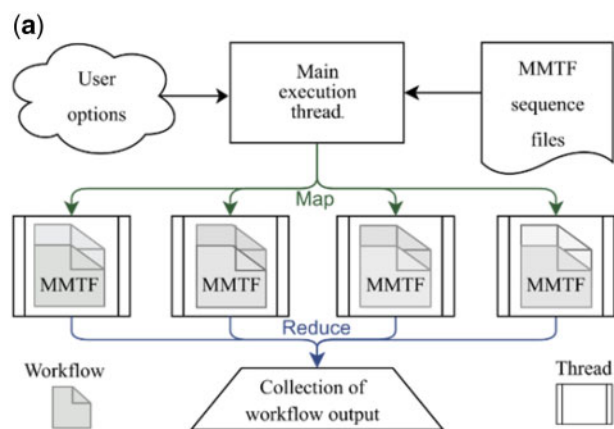 (a)
User
options
Main
execution
thread.
MMTF
sequence
files
Map
MMTF
MMTF
MMTF
MMTF
Reduce
Workflow
Collection of
workflow output
Thread